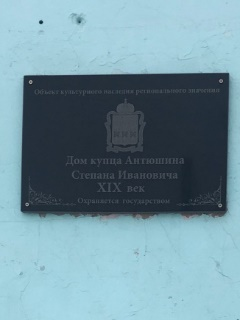 Объект культурного наследия регионального значения
Дом купца Антюшина
Степана Ивановича
XIX век
Охраняется государством